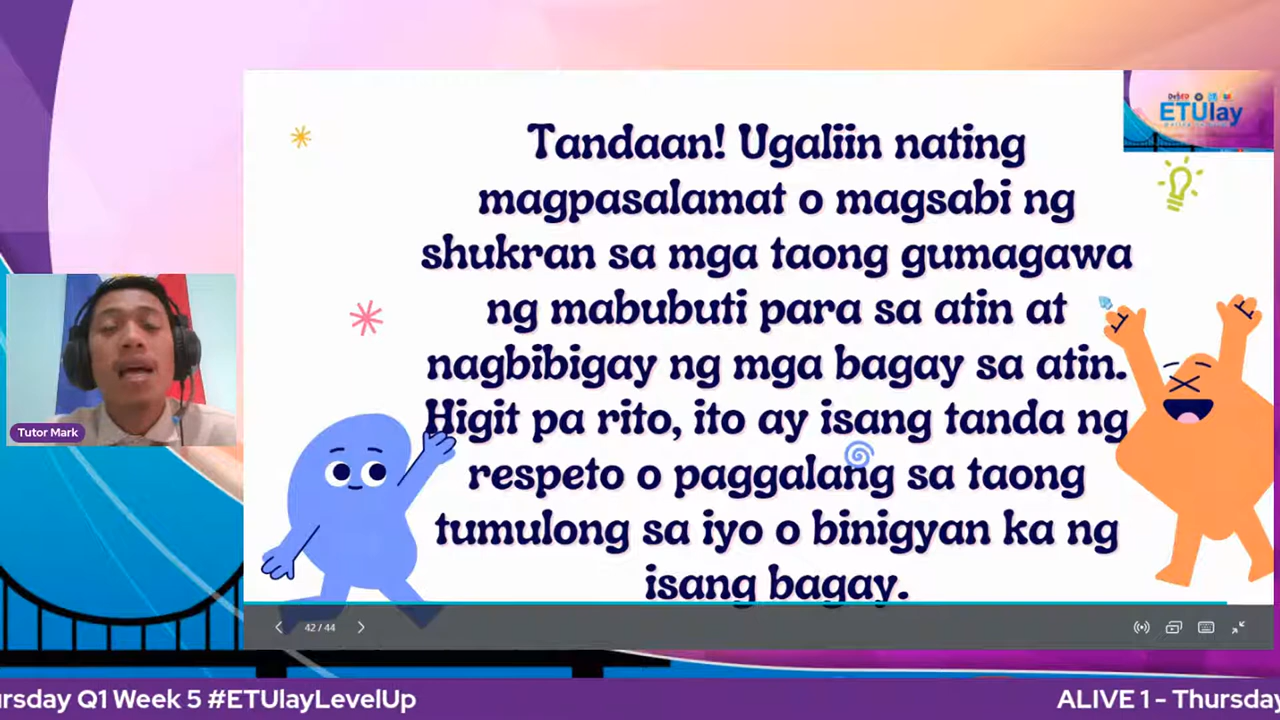 DepEd
ETUlay
Tandaan! Ugaliin nating
magpasalamat o magsabi ng
shukran sa mga taong gumagawa
ng mabubuti para sa atin at
nagbibigay ng mga bagay sa atin.
Higit pa rito, ito ay isang tanda ng
respeto o paggalang sa taong
tumulong sa iyo o binigyan ka ng
isang bagay.
Tutor Mark
42 / 44
ursday Q1 Week 5 #ETUlayLevelUp
ALIVE 1 - Thursday